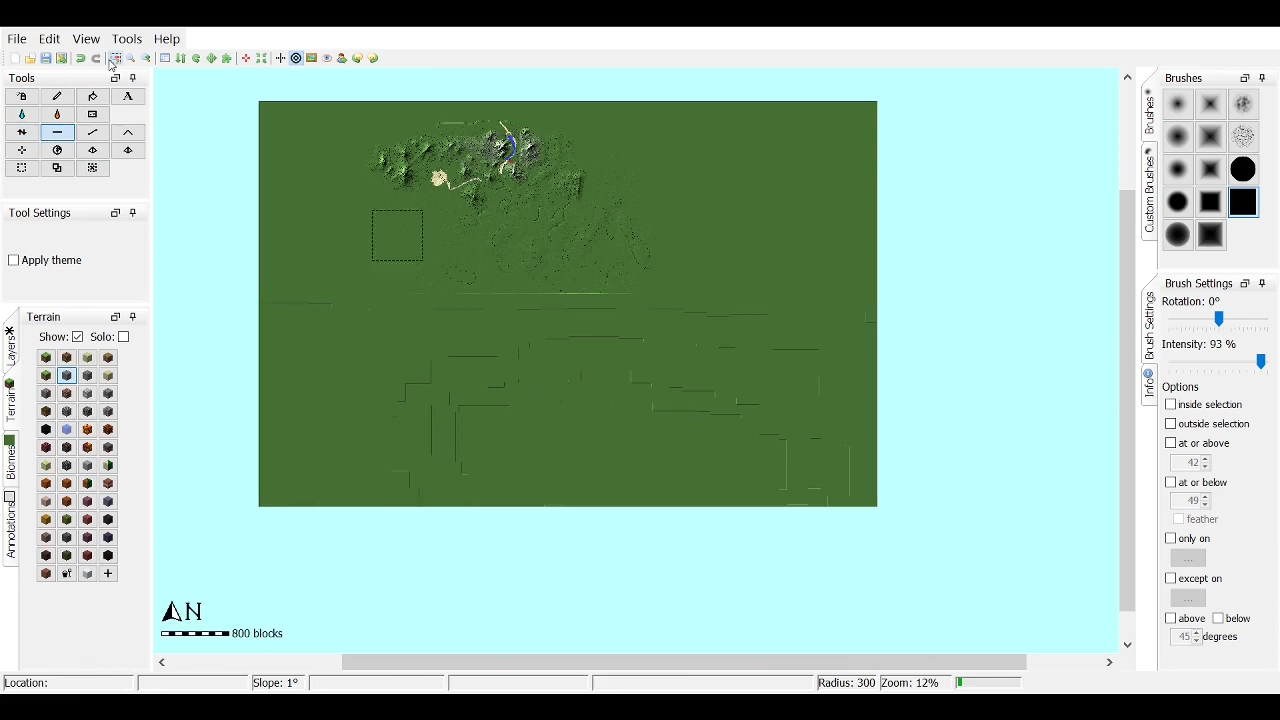 File Edit View Tools Help
Tools
A
Tool Settings
Apply theme
Terrain
Show: Solo:
Layers
Terrain
Biomes
Annotations
N
800 blocks
Brushes
Brushes
Custom Brushes
Brush Settings
Brush Settings
Info
Rotation: 0°
Intensity: 93 %
Options
inside selection
outside selection
at or above
42
at or below
49
feather
only on
...
except on
...
above below
45 degrees
Location: Slope: 1° Radius: 300 Zoom: 12%